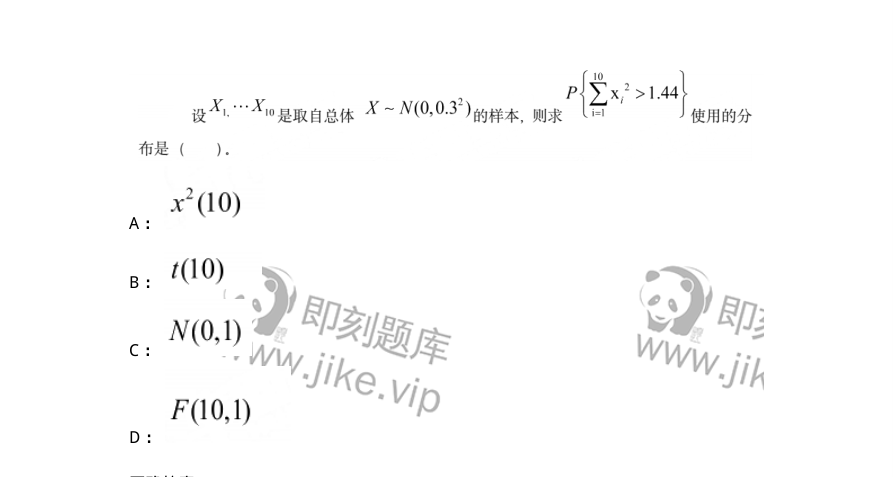 设 X₁, ⋯ X₁₀ 是取自总体 X ~ N(0,0.3²) 的样本, 则求 P{∑_{i=1}^{10} x_i² >1.44} 使用的分
布是（  ）。
A： x²(10)
B： t(10)
C： N(0,1)
D： F(10,1)
即刻题库
www.jike.vip
即刻
www.jik